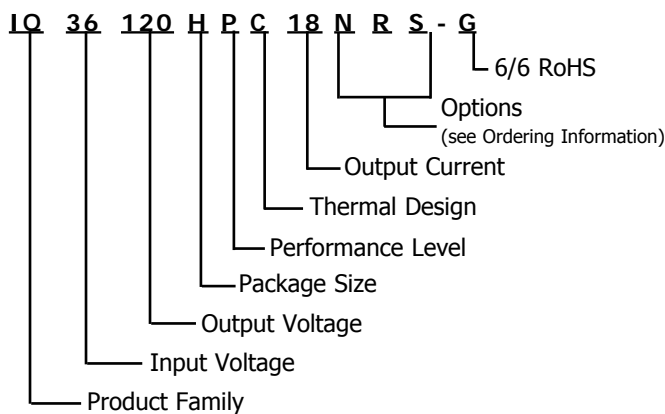 IQ 36 120 H P C 18 N R S - G
6/6 RoHS
Options
(see Ordering Information)
Output Current
Thermal Design
Performance Level
Package Size
Output Voltage
Input Voltage
Product Family